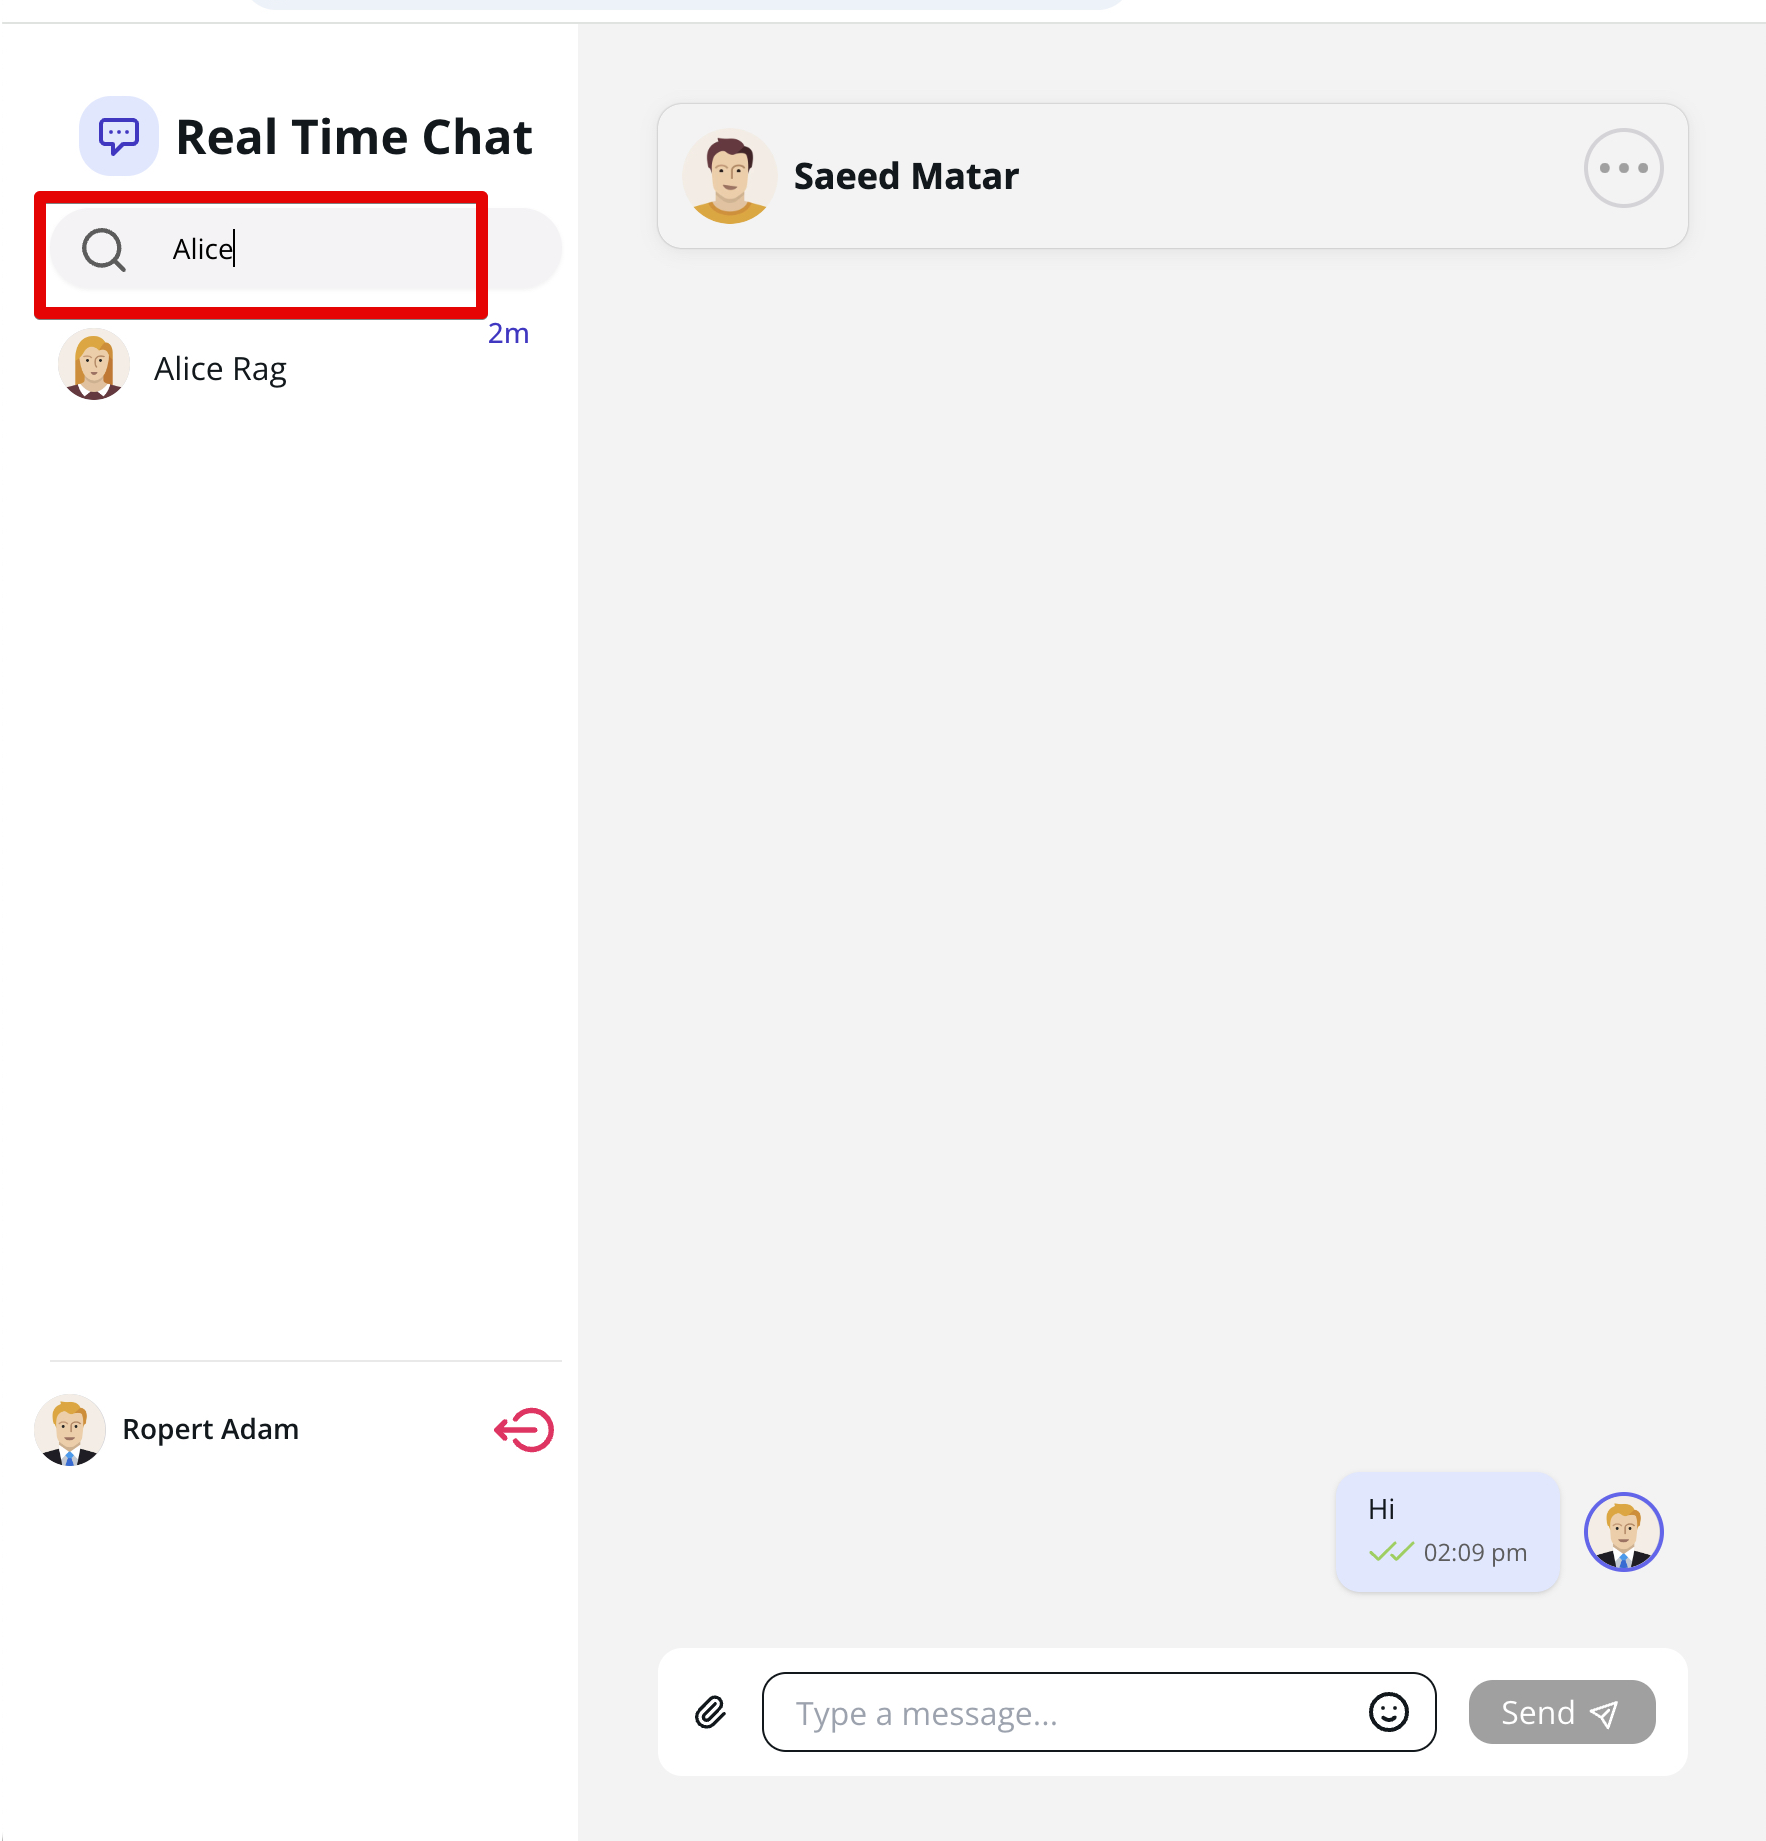 Real Time Chat
Alice
2m
Alice Rag
Ropert Adam
Saeed Matar
Hi
02:09 pm
Type a message...
Send